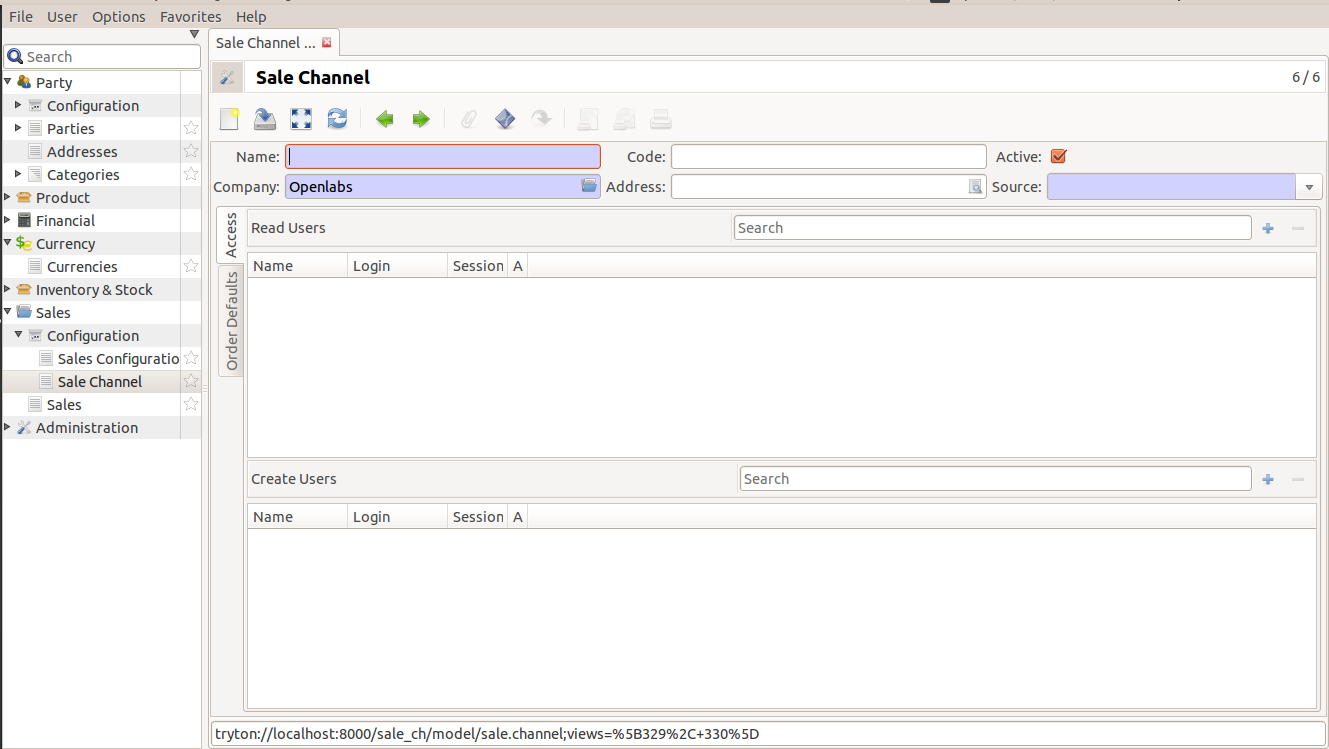 File User Options Favorites Help
Search
Party
Configuration
Parties
Addresses
Categories
Product
Financial
Currency
Currencies
Inventory & Stock
Sales
Configuration
Sales Configuratio
Sale Channel
Sales
Administration
Sale Channel ...
Sale Channel 6 / 6
Name: Code: Active:
Company: Openlabs Address: Source:
Access
Order Defaults
Read Users Search
Name Login Session A
Create Users Search
Name Login Session A
tryton://localhost:8000/sale_ch/model/sale.channel;views=%5B329%2C+330%5D